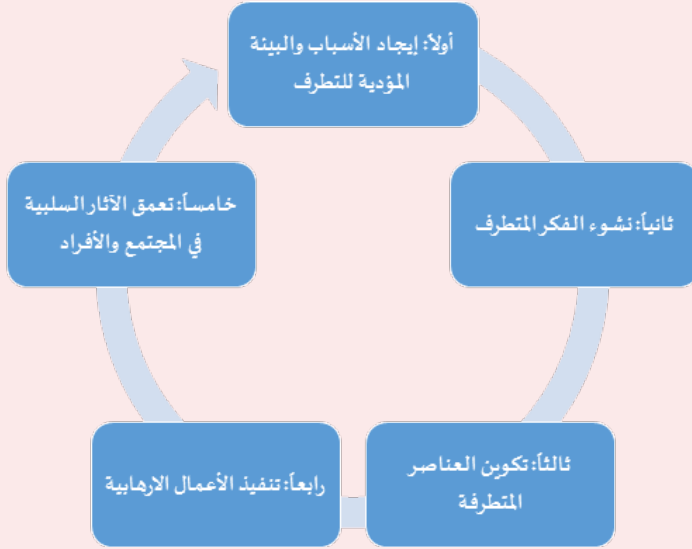 أولاً: إيجاد الأسباب والبيئة
المؤدية للتطرف
ثانياً: نشوء الفكر المتطرف
ثالثاً: تكوين العناصر
المتطرفة
رابعاً: تنفيذ الأعمال الارهابية
خامساً: تعمق الآثار السلبية
في المجتمع والأفراد